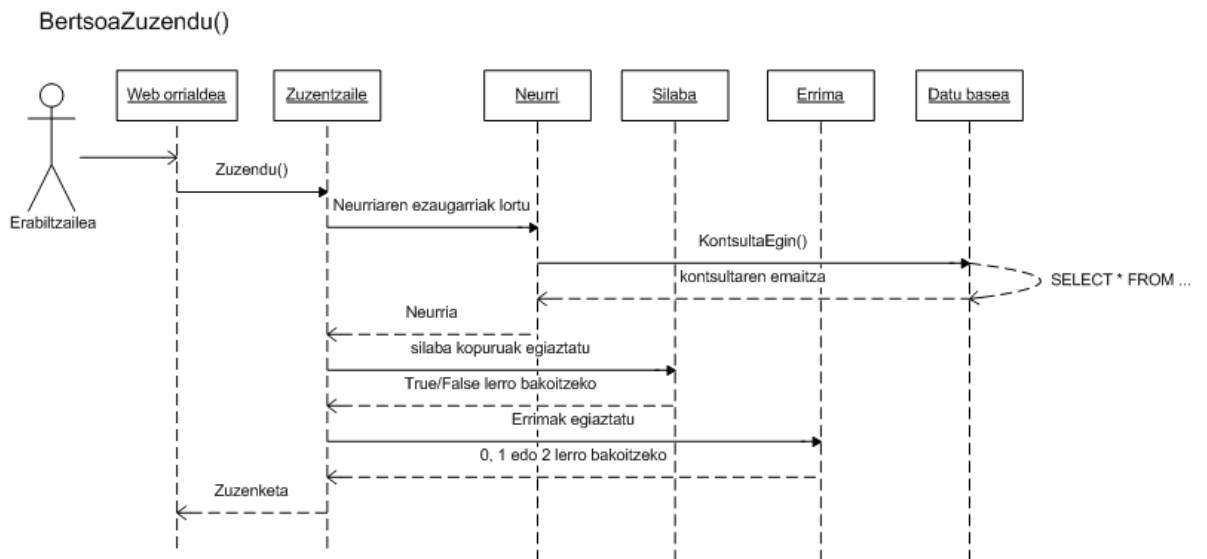 BertsoaZuzendu()
Web orrialdea
Zuzentzaile
Neurri
Silaba
Errima
Datu basea
Erabiltzailea
Zuzendu()
Neurriaren ezaugarriak lortu
KontsultaEgin()
kontsultaren emaitza
SELECT * FROM ...
Neurria
silaba kopuruak egiaztatu
True/False lerro bakoitzeko
Errimak egiaztatu
0, 1 edo 2 lerro bakoitzeko
Zuzenketa